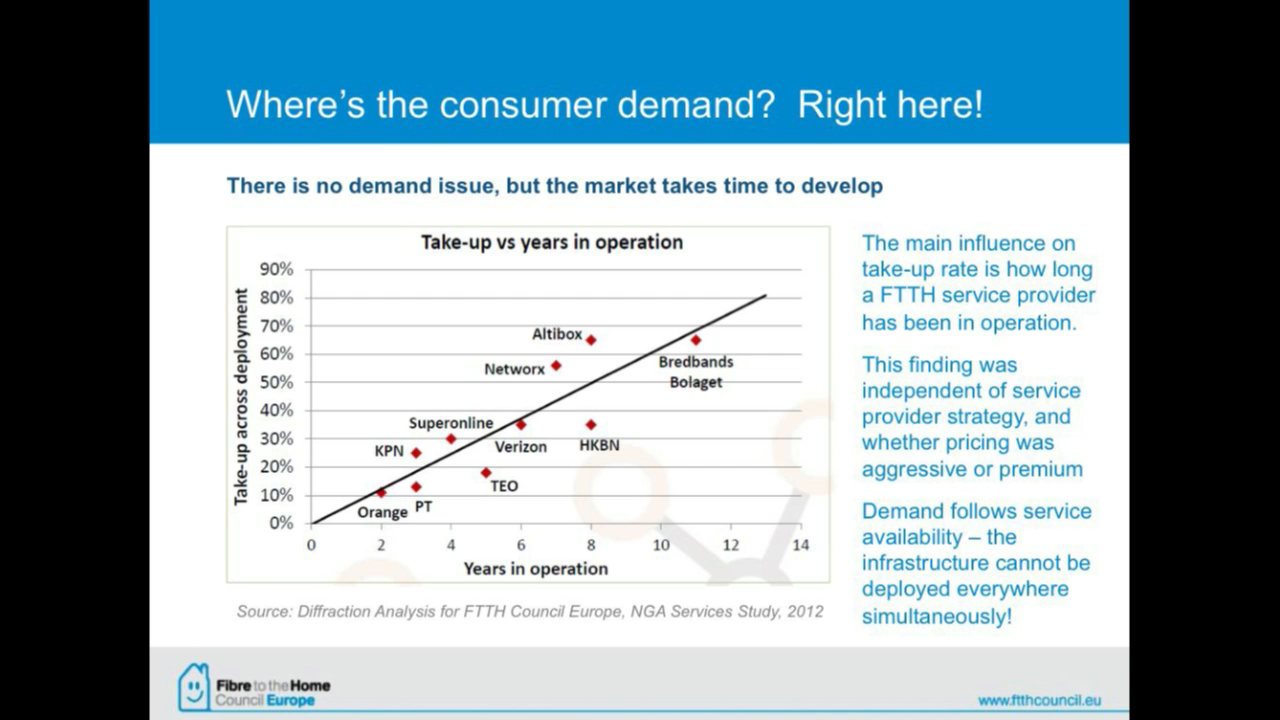 Where's the consumer demand?  Right here!
There is no demand issue, but the market takes time to develop
Take-up vs years in operation
Take-up across deployment
90%
80%
70%
60%
50%
40%
30%
20%
10%
0%
Altibox
Networx
Bredbands
Bolaget
Superonline
KPN
Verizon
HKBN
TEO
Orange
PT
0 2 4 6 8 10 12 14
Years in operation
The main influence on
take-up rate is how long
a FTTH service provider
has been in operation.
This finding was
independent of service
provider strategy, and
whether pricing was
aggressive or premium
Demand follows service
availability – the
infrastructure cannot be
deployed everywhere
simultaneously!
Source: Diffraction Analysis for FTTH Council Europe, NGA Services Study, 2012
Fibre to the Home
Council Europe
www.ftthcouncil.eu